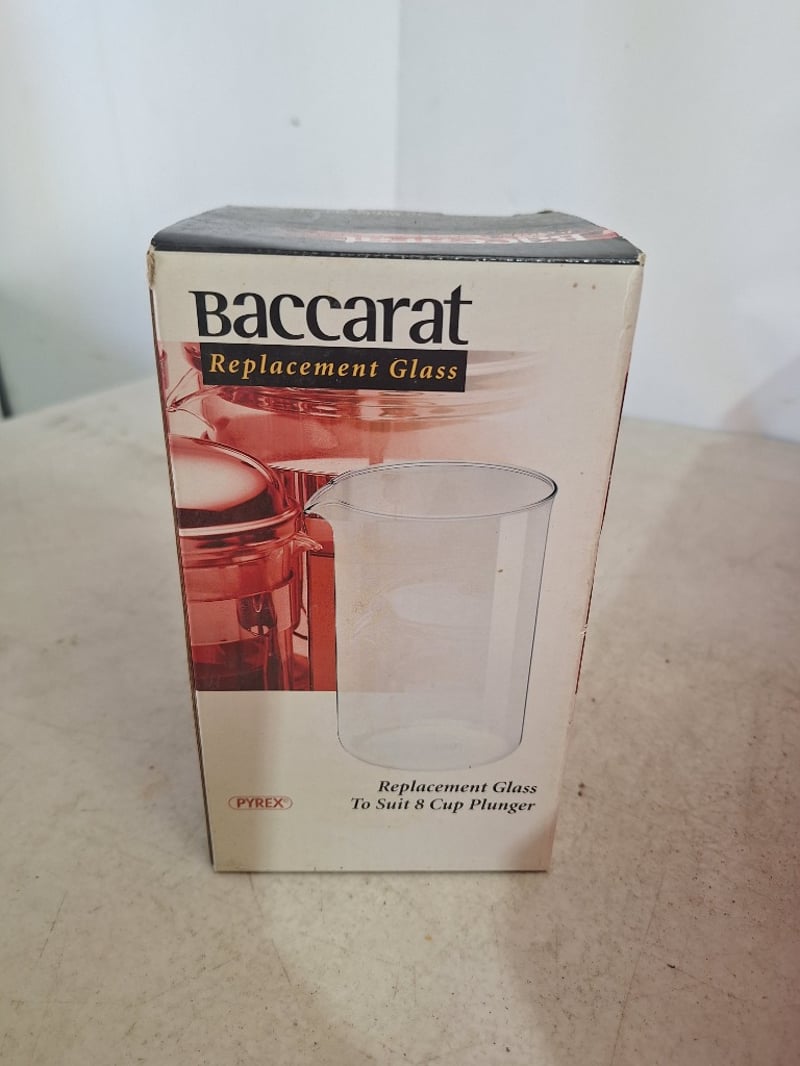 Baccarat
Replacement Glass
Replacement Glass
To Suit 8 Cup Plunger
PYREX®